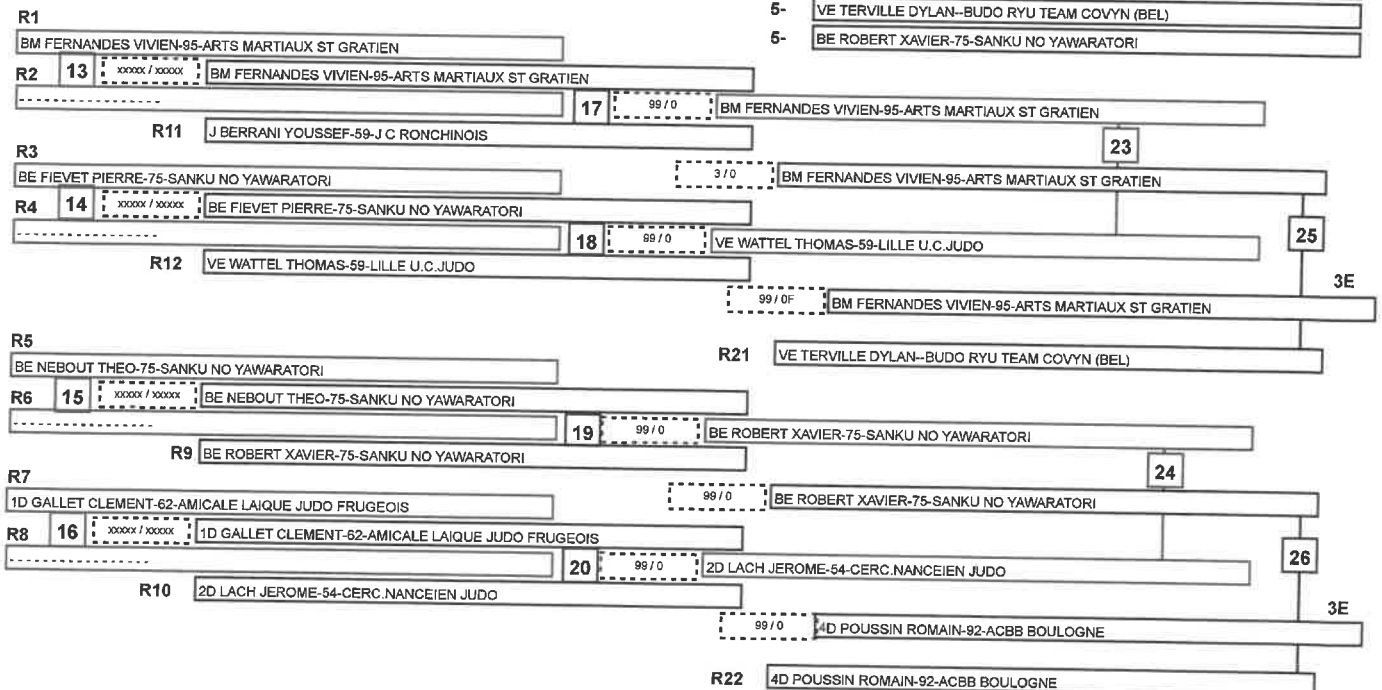 5- VE TERVILLE DYLAN--BUDO RYU TEAM COVYN (BEL)
5- BE ROBERT XAVIER-75-SANKU NO YAWARATORI
R1
BM FERNANDES VIVIEN-95-ARTS MARTIAUX ST GRATIEN
R2 13 xxxxx / xxxxx BM FERNANDES VIVIEN-95-ARTS MARTIAUX ST GRATIEN
- - - - - - - - - - - - - - - - 17 99 / 0 BM FERNANDES VIVIEN-95-ARTS MARTIAUX ST GRATIEN
R11 J BERRANI YOUSSEF-59-J C RONCHINOIS
23
R3
BE FIEVET PIERRE-75-SANKU NO YAWARATORI
3 / 0 BM FERNANDES VIVIEN-95-ARTS MARTIAUX ST GRATIEN
R4 14 xxxxx / xxxxx BE FIEVET PIERRE-75-SANKU NO YAWARATORI
- - - - - - - - - - - - - - - - 18 99 / 0 VE WATTEL THOMAS-59-LILLE U.C.JUDO
25
R12 VE WATTEL THOMAS-59-LILLE U.C.JUDO
3E
99 / 0F BM FERNANDES VIVIEN-95-ARTS MARTIAUX ST GRATIEN
R21 VE TERVILLE DYLAN--BUDO RYU TEAM COVYN (BEL)
R5
BE NEBOUT THEO-75-SANKU NO YAWARATORI
R6 15 xxxxx / xxxxx BE NEBOUT THEO-75-SANKU NO YAWARATORI
- - - - - - - - - - - - - - - - 19 99 / 0 BE ROBERT XAVIER-75-SANKU NO YAWARATORI
R9 BE ROBERT XAVIER-75-SANKU NO YAWARATORI
24
R7
1D GALLET CLEMENT-62-AMICALE LAIQUE JUDO FRUGEOIS
99 / 0 BE ROBERT XAVIER-75-SANKU NO YAWARATORI
R8 16 xxxxx / xxxxx 1D GALLET CLEMENT-62-AMICALE LAIQUE JUDO FRUGEOIS
- - - - - - - - - - - - - - - - 20 99 / 0 2D LACH JEROME-54-CERC.NANCEIEN JUDO
26
R10 2D LACH JEROME-54-CERC.NANCEIEN JUDO
3E
99 / 0 4D POUSSIN ROMAIN-92-ACBB BOULOGNE
R22 4D POUSSIN ROMAIN-92-ACBB BOULOGNE